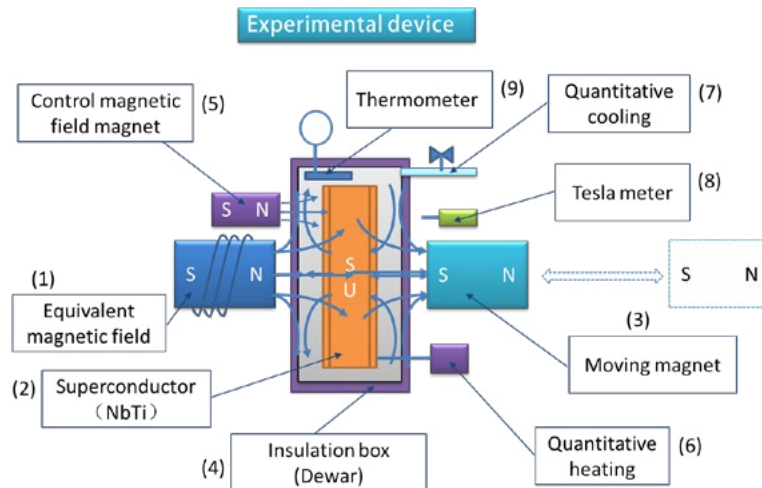 Experimental device
Control magnetic
field magnet
(5)
Thermometer
(9)
Quantitative
cooling
(7)
Tesla meter
(8)
S N
(1)
Equivalent
magnetic field
S N
S
U
S N
S N
(3)
Moving magnet
(2)
Superconductor
（NbTi）
(4)
Insulation box
(Dewar)
Quantitative
heating
(6)